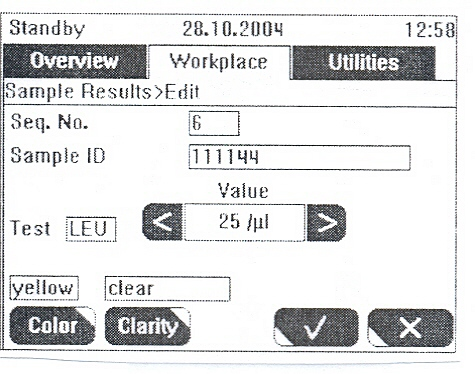 Standby 28.10.2004 12:58
Overview Workplace Utilities
Sample Results>Edit
Seq. No. 6
Sample ID 111144
Value
Test LEU < 25 /µl >
yellow clear
Color Clarity ✓ X